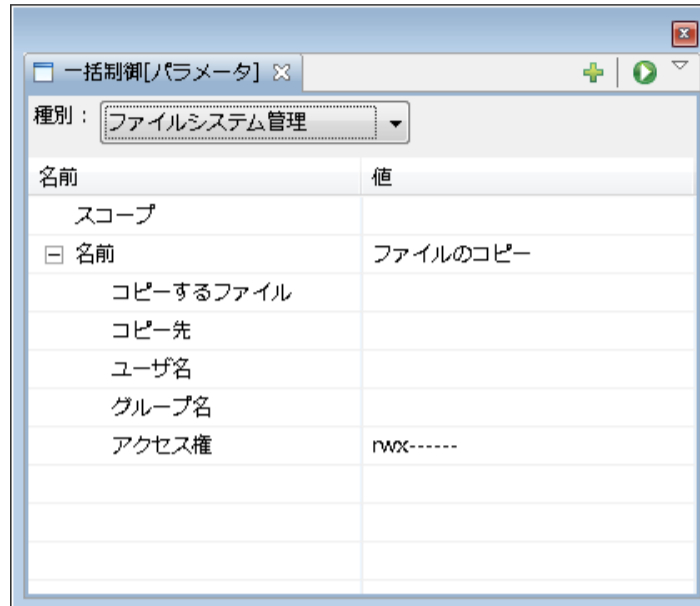 一括制御[パラメータ]
種別： ファイルシステム管理
名前 値
スコープ
名前 ファイルのコピー
コピーするファイル
コピー先
ユーザ名
グループ名
アクセス権 rwx------